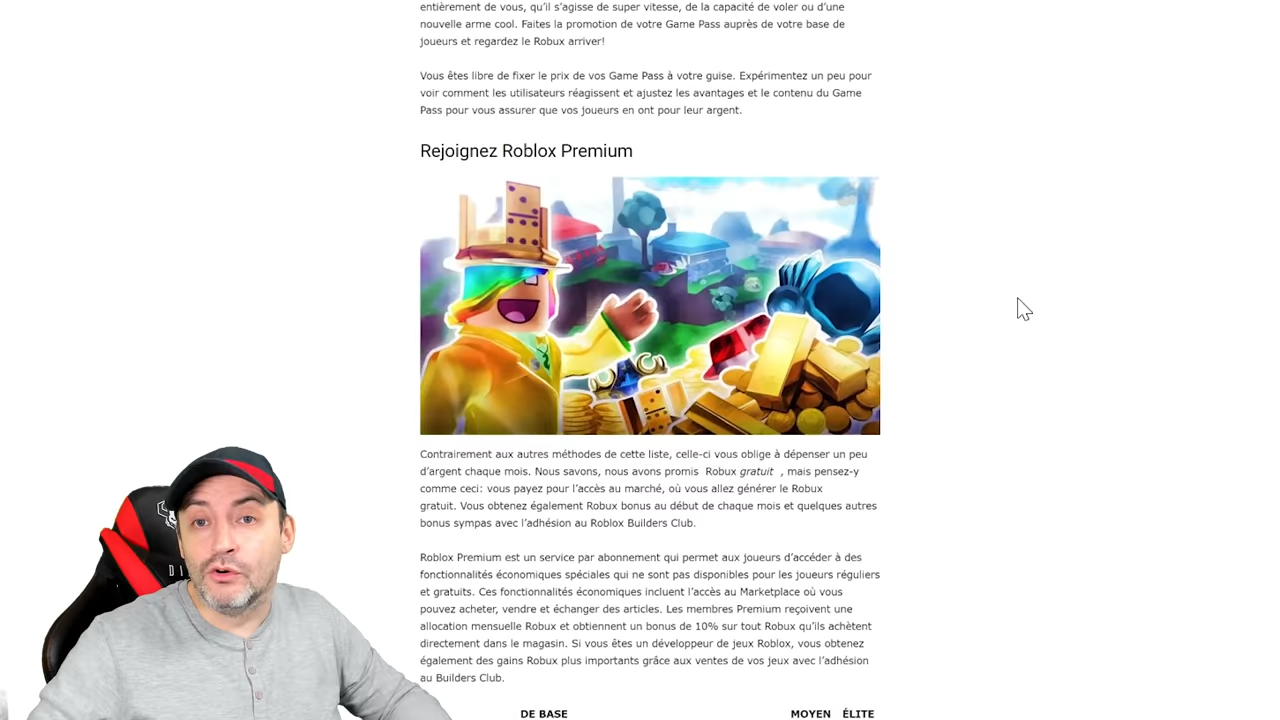 entièrement de vous, qu’il s’agisse de super vitesse, de la capacité de voler ou d’une
nouvelle arme cool. Faites la promotion de votre Game Pass auprès de votre base de
joueurs et regardez le Robux arriver!
Vous êtes libre de fixer le prix de vos Game Pass à votre guise. Expérimentez un peu pour
voir comment les utilisateurs réagissent et ajustez les avantages et le contenu du Game
Pass pour vous assurer que vos joueurs en ont pour leur argent.
Rejoignez Roblox Premium
Contrairement aux autres méthodes de cette liste, celle-ci vous oblige à dépenser un peu
d’argent chaque mois. Nous savons, nous avons promis  Robux gratuit  , mais pensez-y
comme ceci: vous payez pour l’accès au marché, où vous allez générer le Robux
gratuit. Vous obtenez également Robux bonus au début de chaque mois et quelques autres
bonus sympas avec l’adhésion au Roblox Builders Club.
Roblox Premium est un service par abonnement qui permet aux joueurs d’accéder à des
fonctionnalités économiques spéciales qui ne sont pas disponibles pour les joueurs réguliers
et gratuits. Ces fonctionnalités économiques incluent l’accès au Marketplace où vous
pouvez acheter, vendre et échanger des articles. Les membres Premium reçoivent une
allocation mensuelle Robux et obtiennent un bonus de 10% sur tout Robux qu’ils achètent
directement dans le magasin. Si vous êtes un développeur de jeux Roblox, vous obtenez
également des gains Robux plus importants grâce aux ventes de vos jeux avec l’adhésion
au Builders Club.
DE BASE MOYEN ÉLITE